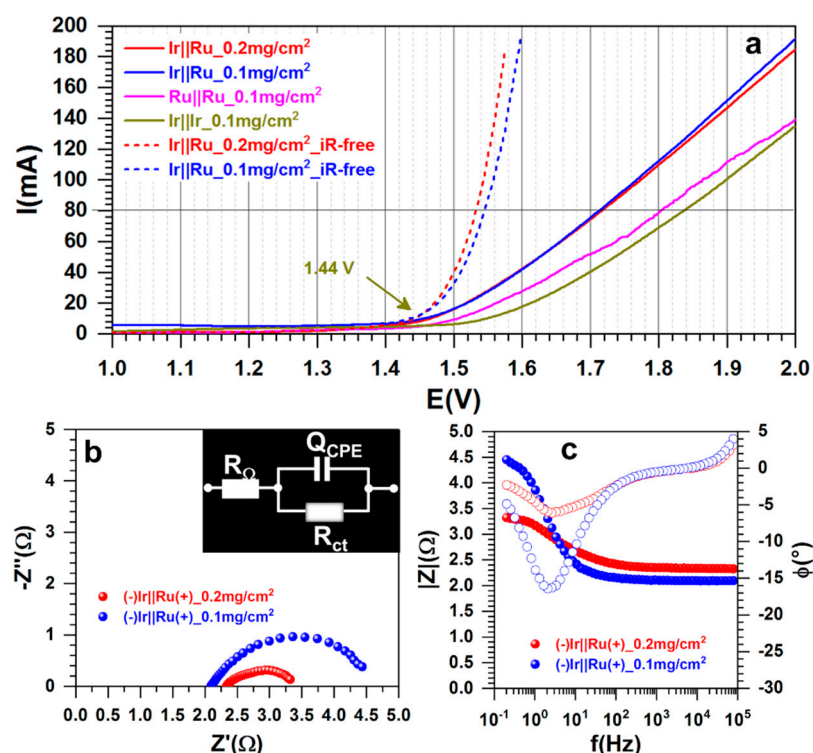 a
I(mA)
200
180
160
140
120
100
80
60
40
20
0
Ir||Ru_0.2mg/cm²
Ir||Ru_0.1mg/cm²
Ru||Ru_0.1mg/cm²
Ir||Ir_0.1mg/cm²
Ir||Ru_0.2mg/cm²_iR-free
Ir||Ru_0.1mg/cm²_iR-free
1.44 V
1.0 1.1 1.2 1.3 1.4 1.5 1.6 1.7 1.8 1.9 2.0
E(V)
b
-Z''(Ω)
5
4
3
2
1
0
R_Ω
Q_CPE
R_ct
(-)Ir||Ru(+)_0.2mg/cm²
(-)Ir||Ru(+)_0.1mg/cm²
0.0 0.5 1.0 1.5 2.0 2.5 3.0 3.5 4.0 4.5 5.0
Z'(Ω)
c
|Z|(Ω)
5.0
4.5
4.0
3.5
3.0
2.5
2.0
1.5
1.0
0.5
0.0
(-)Ir||Ru(+)_0.2mg/cm²
(-)Ir||Ru(+)_0.1mg/cm²
5
0
-5
-10
-15
-20
-25
-30
ϕ(°)
10⁻¹ 10⁰ 10¹ 10² 10³ 10⁴ 10⁵
f(Hz)